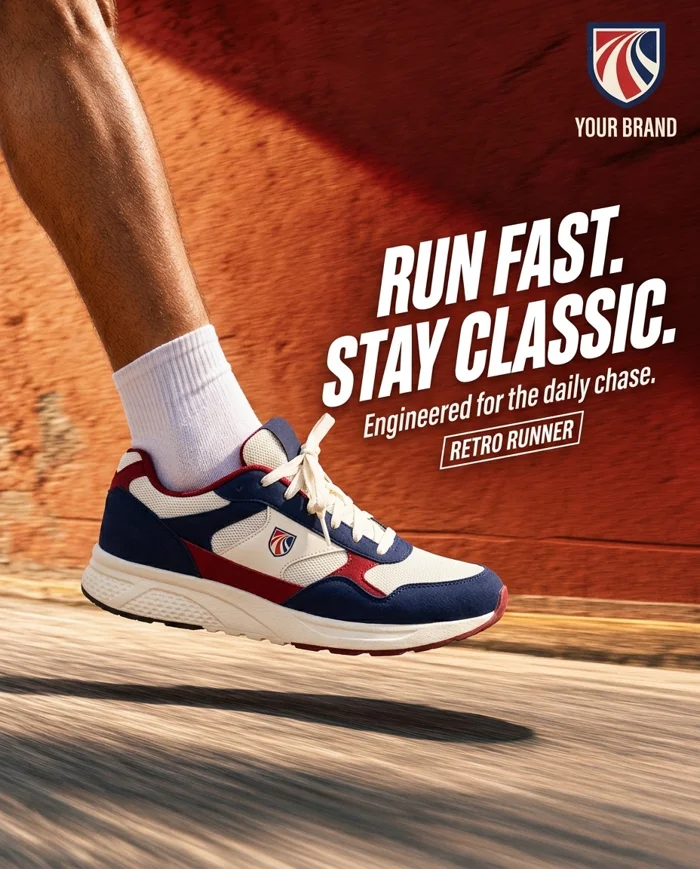 YOUR BRAND
RUN FAST.
STAY CLASSIC.
Engineered for the daily chase.
RETRO RUNNER